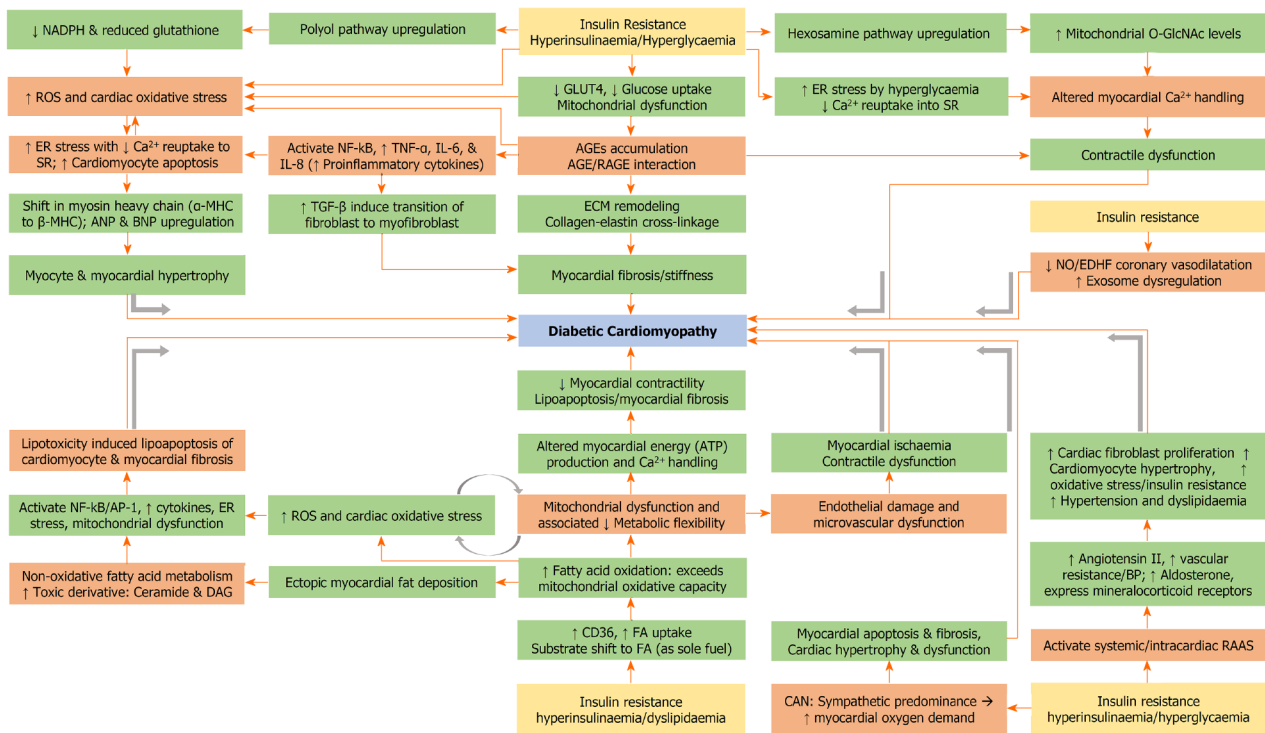 ↓ NADPH & reduced glutathione
Polyol pathway upregulation
Insulin Resistance
Hyperinsulinaemia/Hyperglycaemia
Hexosamine pathway upregulation
↑ Mitochondrial O-GlcNAc levels
↑ ROS and cardiac oxidative stress
↓ GLUT4, ↓ Glucose uptake
Mitochondrial dysfunction
↑ ER stress by hyperglycaemia
↓ Ca²⁺ reuptake into SR
Altered myocardial Ca²⁺ handling
↑ ER stress with ↓ Ca²⁺ reuptake to
SR; ↑ Cardiomyocyte apoptosis
Activate NF-kB, ↑ TNF-α, IL-6, &
IL-8 (↑ Proinflammatory cytokines)
AGEs accumulation
AGE/RAGE interaction
Contractile dysfunction
Shift in myosin heavy chain (α-MHC
to β-MHC); ANP & BNP upregulation
↑ TGF-β induce transition of
fibroblast to myofibroblast
ECM remodeling
Collagen-elastin cross-linkage
Insulin resistance
Myocyte & myocardial hypertrophy
Myocardial fibrosis/stiffness
↓ NO/EDHF coronary vasodilatation
↑ Exosome dysregulation
Diabetic Cardiomyopathy
↓ Myocardial contractility
Lipoapoptosis/myocardial fibrosis
Lipotoxicity induced lipoapoptosis of
cardiomyocyte & myocardial fibrosis
Altered myocardial energy (ATP)
production and Ca²⁺ handling
Myocardial ischaemia
Contractile dysfunction
↑ Cardiac fibroblast proliferation ↑
Cardiomyocyte hypertrophy, ↑
oxidative stress/insulin resistance
↑ Hypertension and dyslipidaemia
Activate NF-kB/AP-1, ↑ cytokines, ER
stress, mitochondrial dysfunction
↑ ROS and cardiac oxidative stress
Mitochondrial dysfunction and
associated ↓ Metabolic flexibility
Endothelial damage and
microvascular dysfunction
Non-oxidative fatty acid metabolism
↑ Toxic derivative: Ceramide & DAG
Ectopic myocardial fat deposition
↑ Fatty acid oxidation: exceeds
mitochondrial oxidative capacity
↑ Angiotensin II, ↑ vascular
resistance/BP; ↑ Aldosterone,
express mineralocorticoid receptors
↑ CD36, ↑ FA uptake
Substrate shift to FA (as sole fuel)
Myocardial apoptosis & fibrosis,
Cardiac hypertrophy & dysfunction
Activate systemic/intracardiac RAAS
Insulin resistance
hyperinsulinaemia/dyslipidaemia
CAN: Sympathetic predominance →
↑ myocardial oxygen demand
Insulin resistance
hyperinsulinaemia/hyperglycaemia